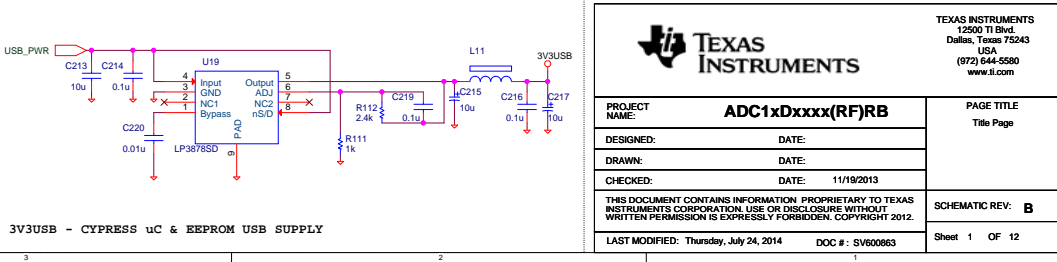 USB_PWR
C213
10u
C214
0.1u
U19
4
3
2
1
Input
GND
NC1
Bypass
Output
ADJ
NC2
nS/D
5
6
7
8
PAD
9
LP3878SD
C220
0.01u
R112
2.4k
C219
0.1u
R111
1k
C215
10u
L11
3V3USB
C216
0.1u
C217
10u
3V3USB - CYPRESS uC & EEPROM USB SUPPLY
TEXAS
INSTRUMENTS
TEXAS INSTRUMENTS
12500 TI Blvd.
Dallas, Texas 75243
USA
(972) 644-5580
www.ti.com
PROJECT
NAME:
ADC1xDxxxx(RF)RB
PAGE TITLE
Title Page
DESIGNED:
DATE:
DRAWN:
DATE:
CHECKED:
DATE: 11/19/2013
THIS DOCUMENT CONTAINS INFORMATION PROPRIETARY TO TEXAS
INSTRUMENTS CORPORATION. USE OR DISCLOSURE WITHOUT
WRITTEN PERMISSION IS EXPRESSLY FORBIDDEN. COPYRIGHT 2012.
SCHEMATIC REV: B
LAST MODIFIED: Thursday, July 24, 2014
DOC # : SV600863
Sheet 1 OF 12
3
2
1